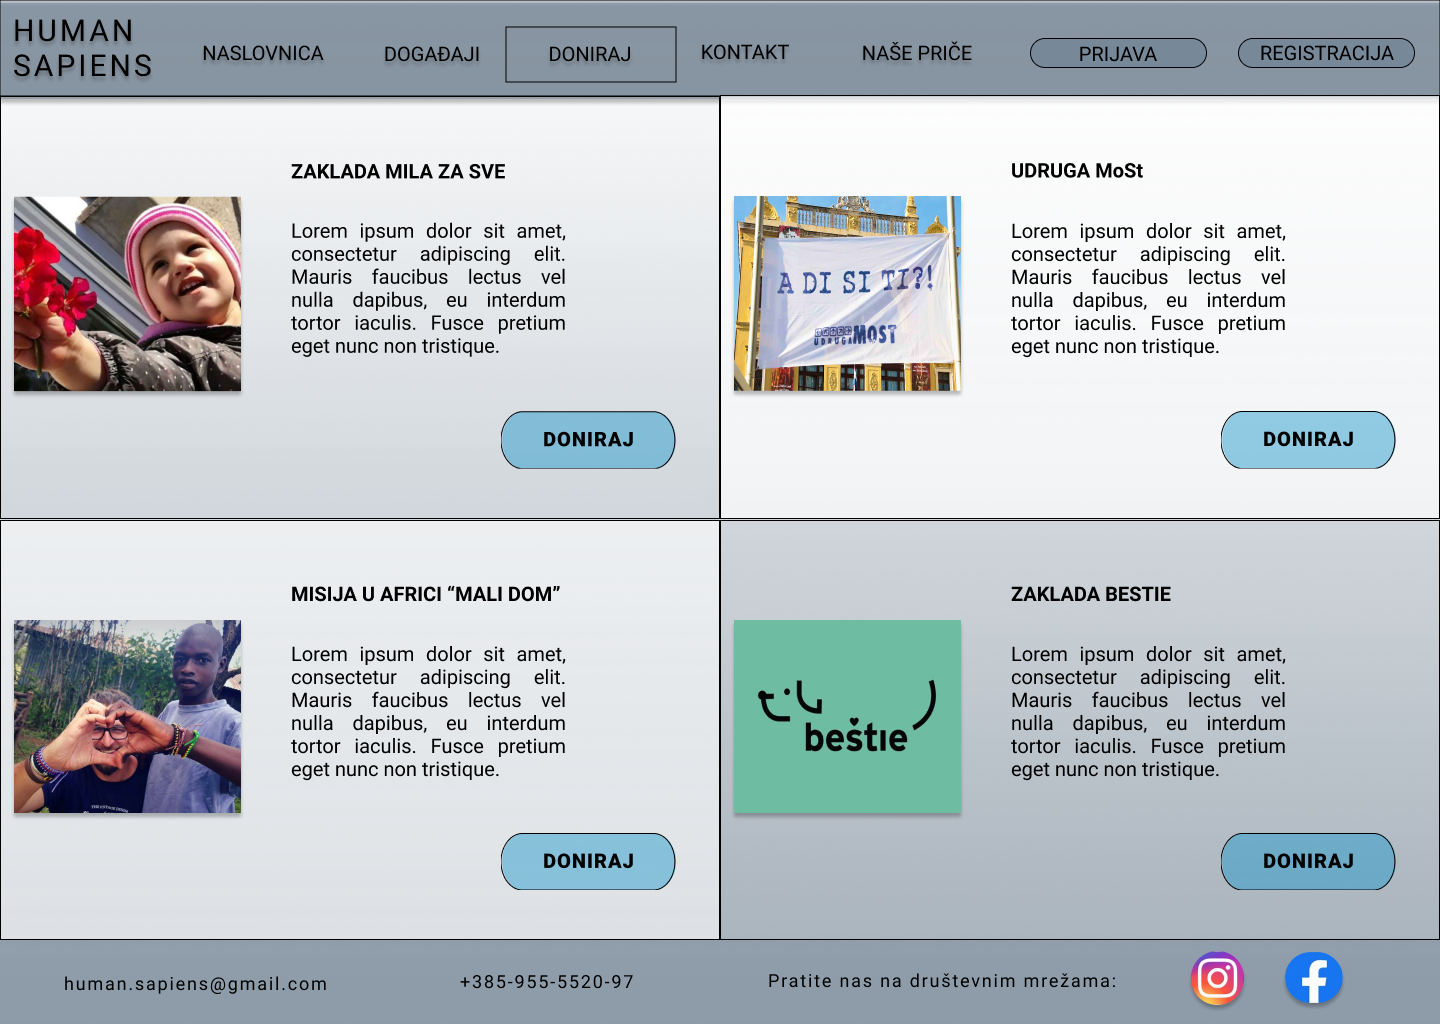 HUMAN
SAPIENS
NASLOVNICA
DOGAĐAJI
DONIRAJ
KONTAKT
NAŠE PRIČE
PRIJAVA
REGISTRACIJA
ZAKLADA MILA ZA SVE
Lorem ipsum dolor sit amet,
consectetur adipiscing elit.
Mauris faucibus lectus vel
nulla dapibus, eu interdum
tortor iaculis. Fusce pretium
eget nunc non tristique.
DONIRAJ
UDRUGA MoSt
A DI SI TI?!
UDRUGA MOST
Lorem ipsum dolor sit amet,
consectetur adipiscing elit.
Mauris faucibus lectus vel
nulla dapibus, eu interdum
tortor iaculis. Fusce pretium
eget nunc non tristique.
DONIRAJ
MISIJA U AFRICI “MALI DOM”
Lorem ipsum dolor sit amet,
consectetur adipiscing elit.
Mauris faucibus lectus vel
nulla dapibus, eu interdum
tortor iaculis. Fusce pretium
eget nunc non tristique.
DONIRAJ
ZAKLADA BESTIE
beštie
Lorem ipsum dolor sit amet,
consectetur adipiscing elit.
Mauris faucibus lectus vel
nulla dapibus, eu interdum
tortor iaculis. Fusce pretium
eget nunc non tristique.
DONIRAJ
human.sapiens@gmail.com
+385-955-5520-97
Pratite nas na društevnim mrežama: